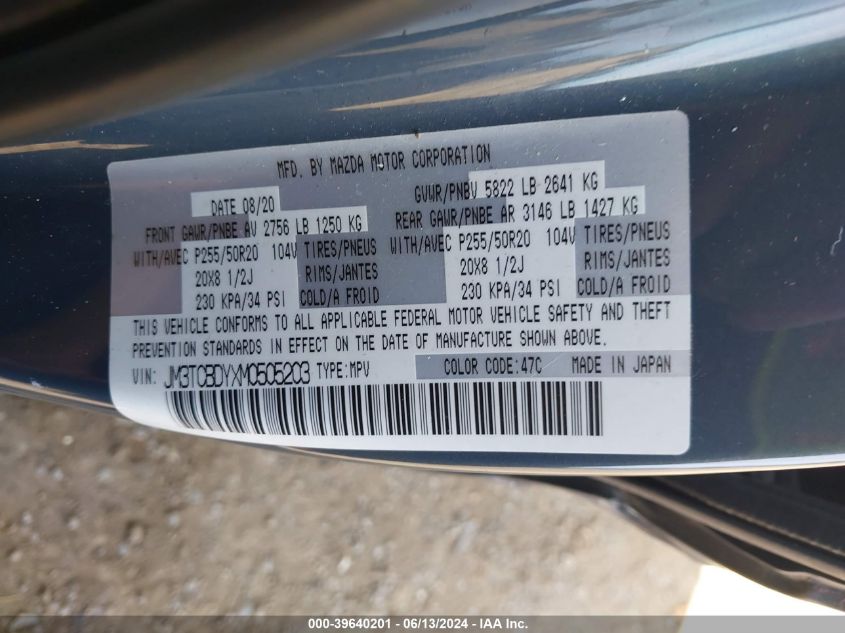 MFD. BY MAZDA MOTOR CORPORATION
DATE 08/20 GVWR/PNBV 5822 LB 2641 KG
FRONT GAWR/PNBE AV 2756 LB 1250 KG REAR GAWR/PNBE AR 3146 LB 1427 KG
WITH/AVEC P255/50R20 104V TIRES/PNEUS WITH/AVEC P255/50R20 104V TIRES/PNEUS
20X8 1/2J RIMS/JANTES 20X8 1/2J RIMS/JANTES
230 KPA/34 PSI COLD/A FROID 230 KPA/34 PSI COLD/A FROID
THIS VEHICLE CONFORMS TO ALL APPLICABLE FEDERAL MOTOR VEHICLE SAFETY AND THEFT
PREVENTION STANDARDS IN EFFECT ON THE DATE OF MANUFACTURE SHOWN ABOVE.
VIN: JM3TCBDYXM0505203 TYPE: MPV COLOR CODE: 47C MADE IN JAPAN
000-39640201 - 06/13/2024 - IAA Inc.